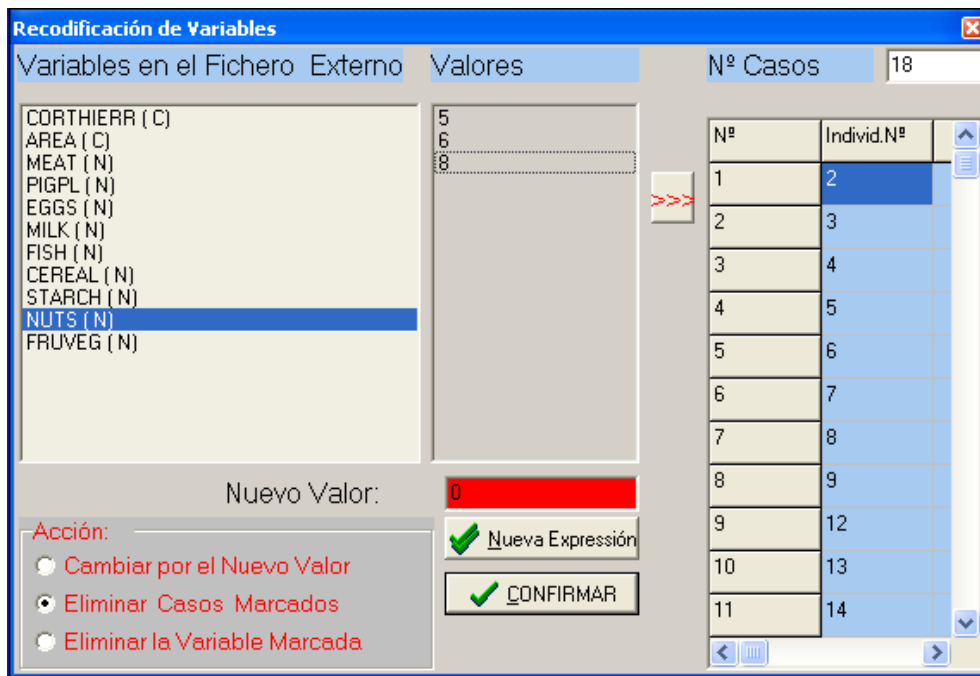 Recodificación de Variables
Variables en el Fichero Externo
Valores
Nº Casos
18
CORTHIERR ( C )
AREA ( C )
MEAT ( N )
PIGPL ( N )
EGGS ( N )
MILK ( N )
FISH ( N )
CEREAL ( N )
STARCH ( N )
NUTS ( N )
FRUVEG ( N )
5
6
8
>>>
Nº Individ.Nº
1 2
2 3
3 4
4 5
5 6
6 7
7 8
8 9
9 12
10 13
11 14
Nuevo Valor:
0
Acción:
Cambiar por el Nuevo Valor
Eliminar Casos Marcados
Eliminar la Variable Marcada
Nueva Expressión
CONFIRMAR